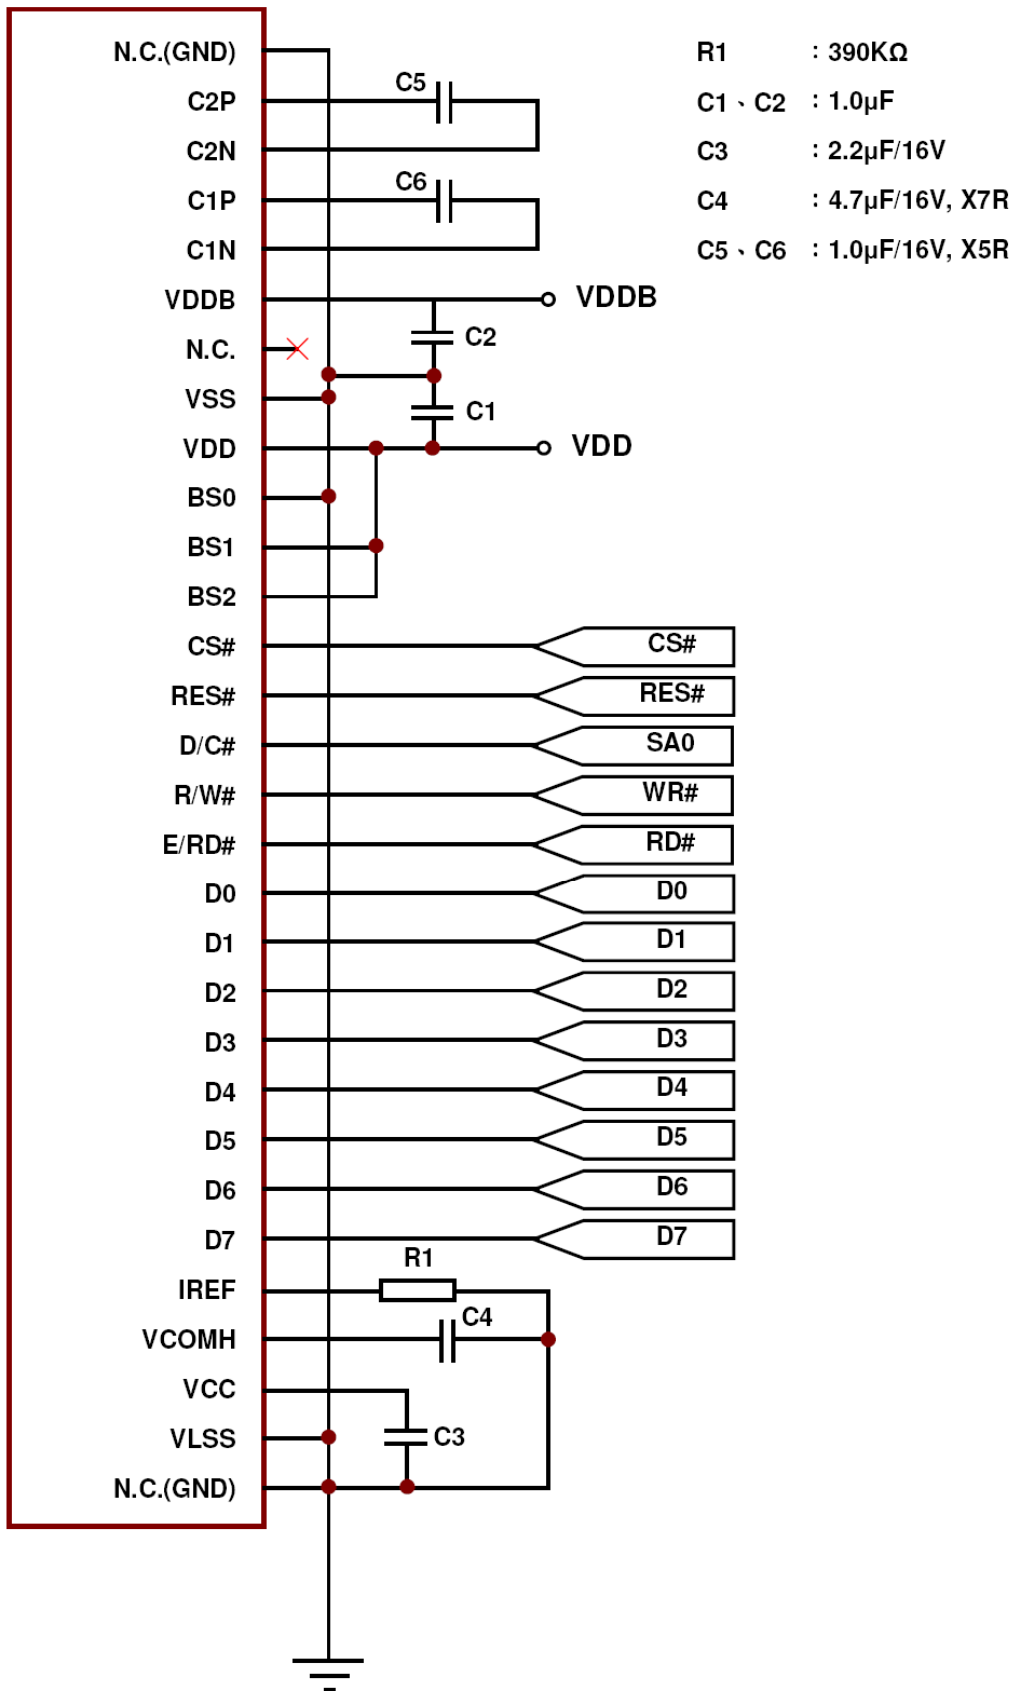 N.C.(GND)
C2P
C5
C2N
C1P
C6
C1N
VDDB
VDDB
C2
N.C.
VSS
C1
VDD
VDD
BS0
BS1
BS2
CS#
CS#
RES#
RES#
D/C#
SA0
R/W#
WR#
E/RD#
RD#
D0
D0
D1
D1
D2
D2
D3
D3
D4
D4
D5
D5
D6
D6
D7
D7
R1
IREF
C4
VCOMH
VCC
C3
VLSS
N.C.(GND)
R1 : 390KΩ
C1、C2 : 1.0μF
C3 : 2.2μF/16V
C4 : 4.7μF/16V, X7R
C5、C6 : 1.0μF/16V, X5R